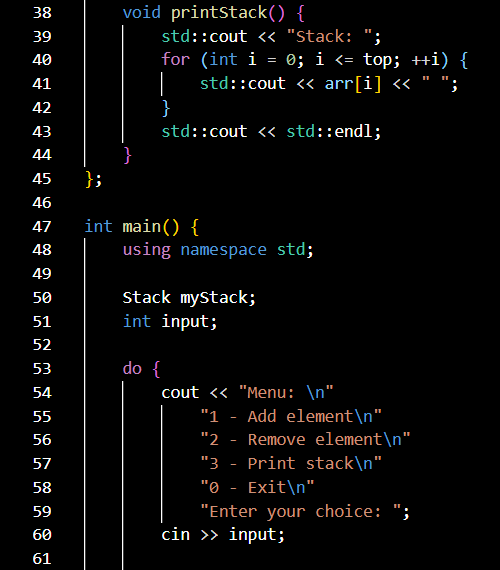 38 void printStack() {
39 std::cout << "Stack: ";
40 for (int i = 0; i <= top; ++i) {
41 std::cout << arr[i] << " ";
42 }
43 std::cout << std::endl;
44 }
45 };
46
47 int main() {
48 using namespace std;
49
50 Stack myStack;
51 int input;
52
53 do {
54 cout << "Menu: \n"
55 "1 - Add element\n"
56 "2 - Remove element\n"
57 "3 - Print stack\n"
58 "0 - Exit\n"
59 "Enter your choice: ";
60 cin >> input;
61